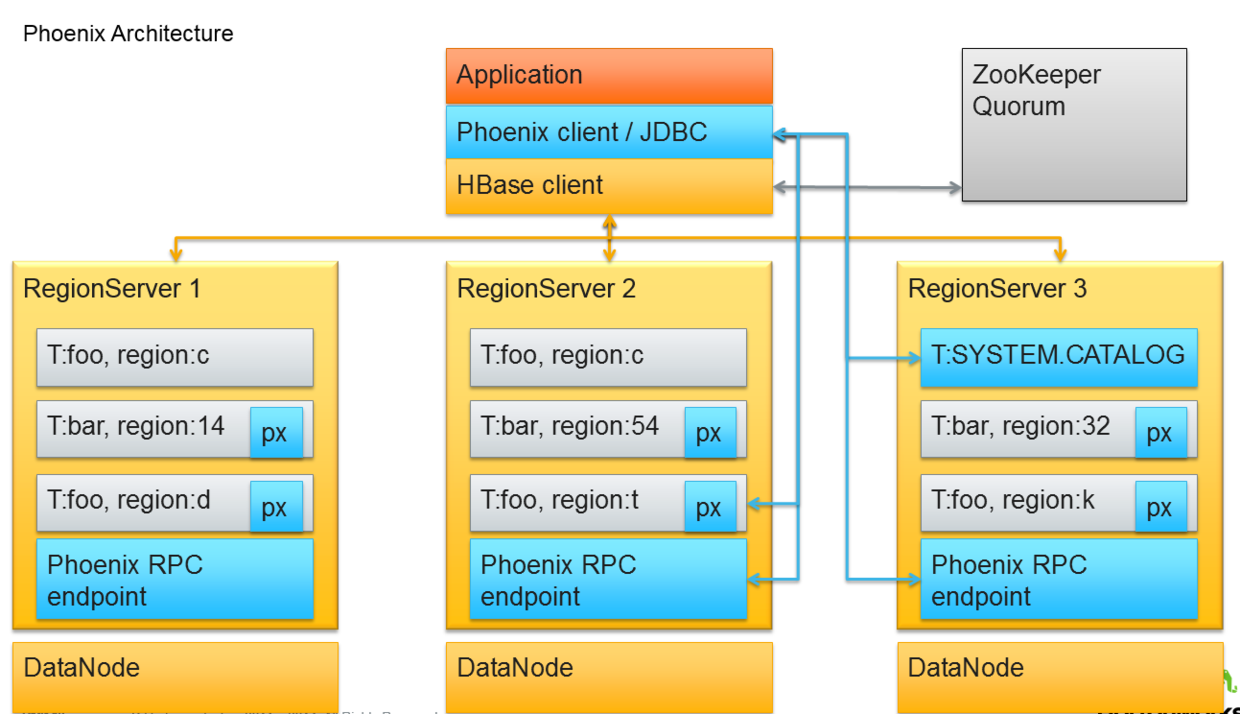 Phoenix Architecture
Application
Phoenix client / JDBC
HBase client
ZooKeeper
Quorum
RegionServer 1
T:foo, region:c
T:bar, region:14
px
T:foo, region:d
px
Phoenix RPC
endpoint
DataNode
RegionServer 2
T:foo, region:c
T:bar, region:54
px
T:foo, region:t
px
Phoenix RPC
endpoint
DataNode
RegionServer 3
T:SYSTEM.CATALOG
T:bar, region:32
px
T:foo, region:k
px
Phoenix RPC
endpoint
DataNode